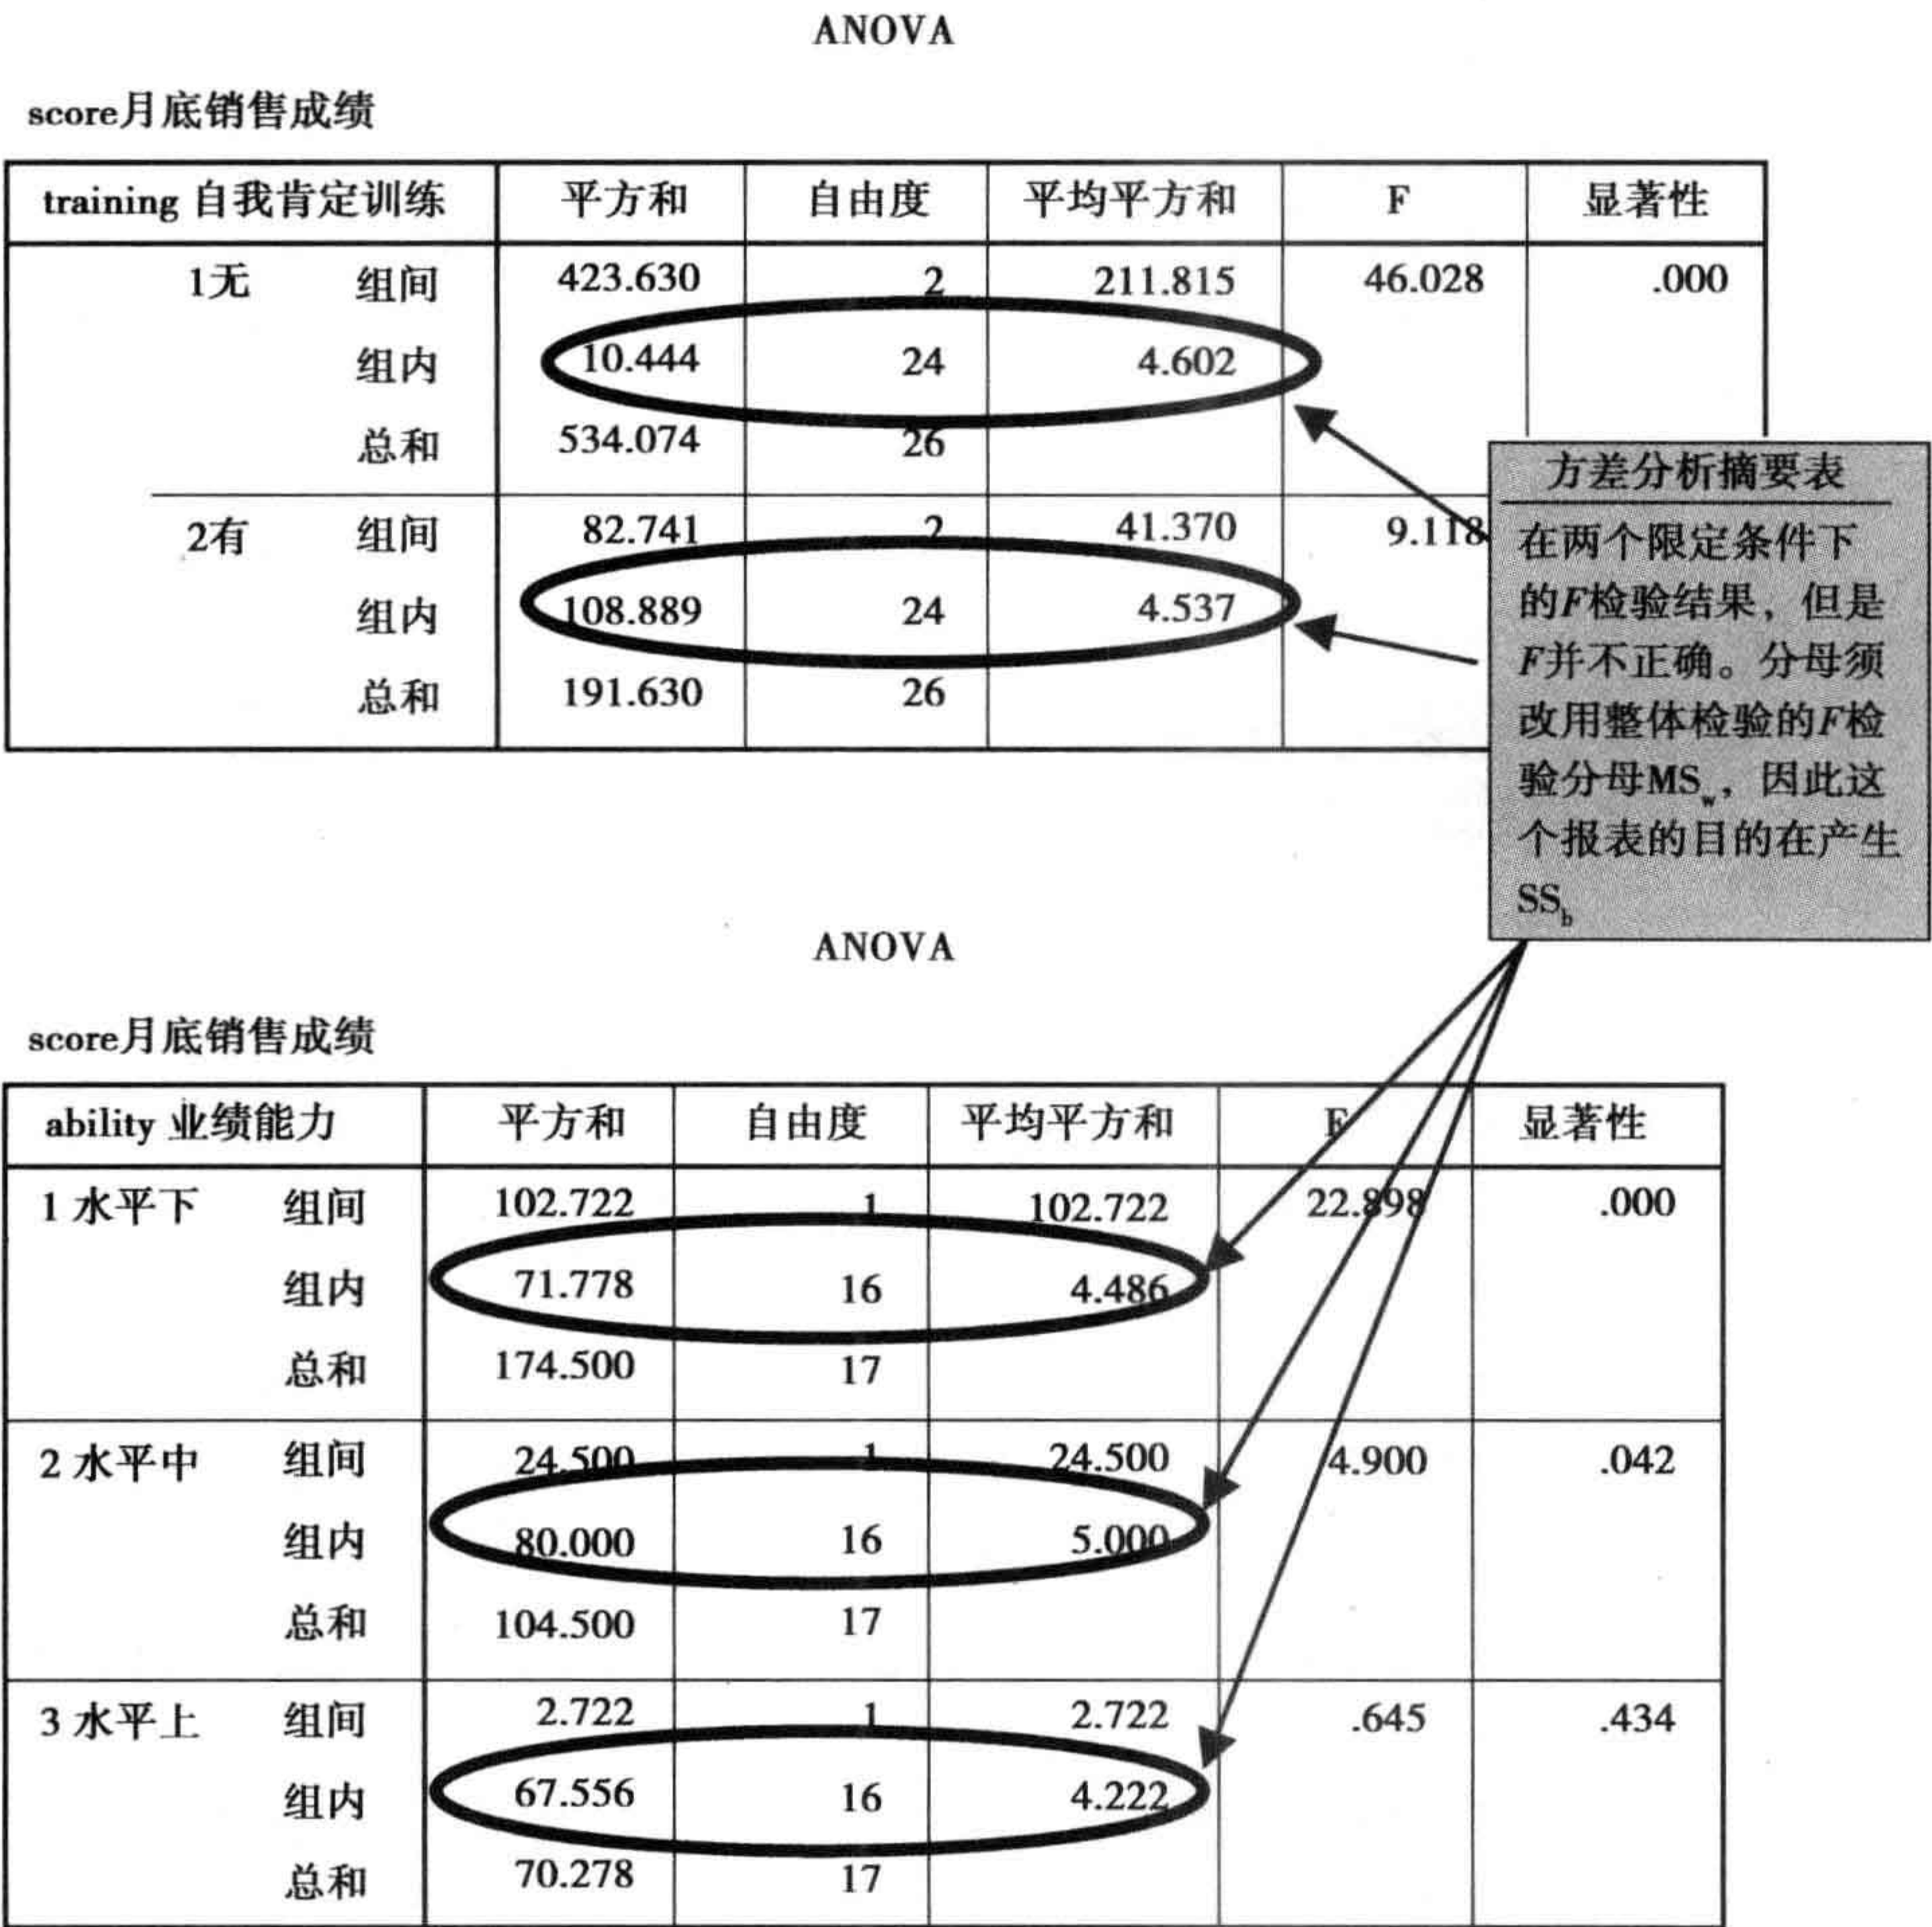 ANOVA
score月底销售成绩
training 自我肯定训练 平方和 自由度 平均平方和 F 显著性
1无 组间 423.630 2 211.815 46.028 .000
组内 10.444 24 4.602
总和 534.074 26
2有 组间 82.741 2 41.370 9.118
组内 108.889 24 4.537
总和 191.630 26
方差分析摘要表
在两个限定条件下
的F检验结果，但是
F并不正确。分母须
改用整体检验的F检
验分母MSw，因此这
个报表的目的在产生
SSb
ANOVA
score月底销售成绩
ability 业绩能力 平方和 自由度 平均平方和 F 显著性
1 水平下 组间 102.722 1 102.722 22.898 .000
组内 71.778 16 4.486
总和 174.500 17
2 水平中 组间 24.500 1 24.500 4.900 .042
组内 80.000 16 5.000
总和 104.500 17
3 水平上 组间 2.722 1 2.722 .645 .434
组内 67.556 16 4.222
总和 70.278 17